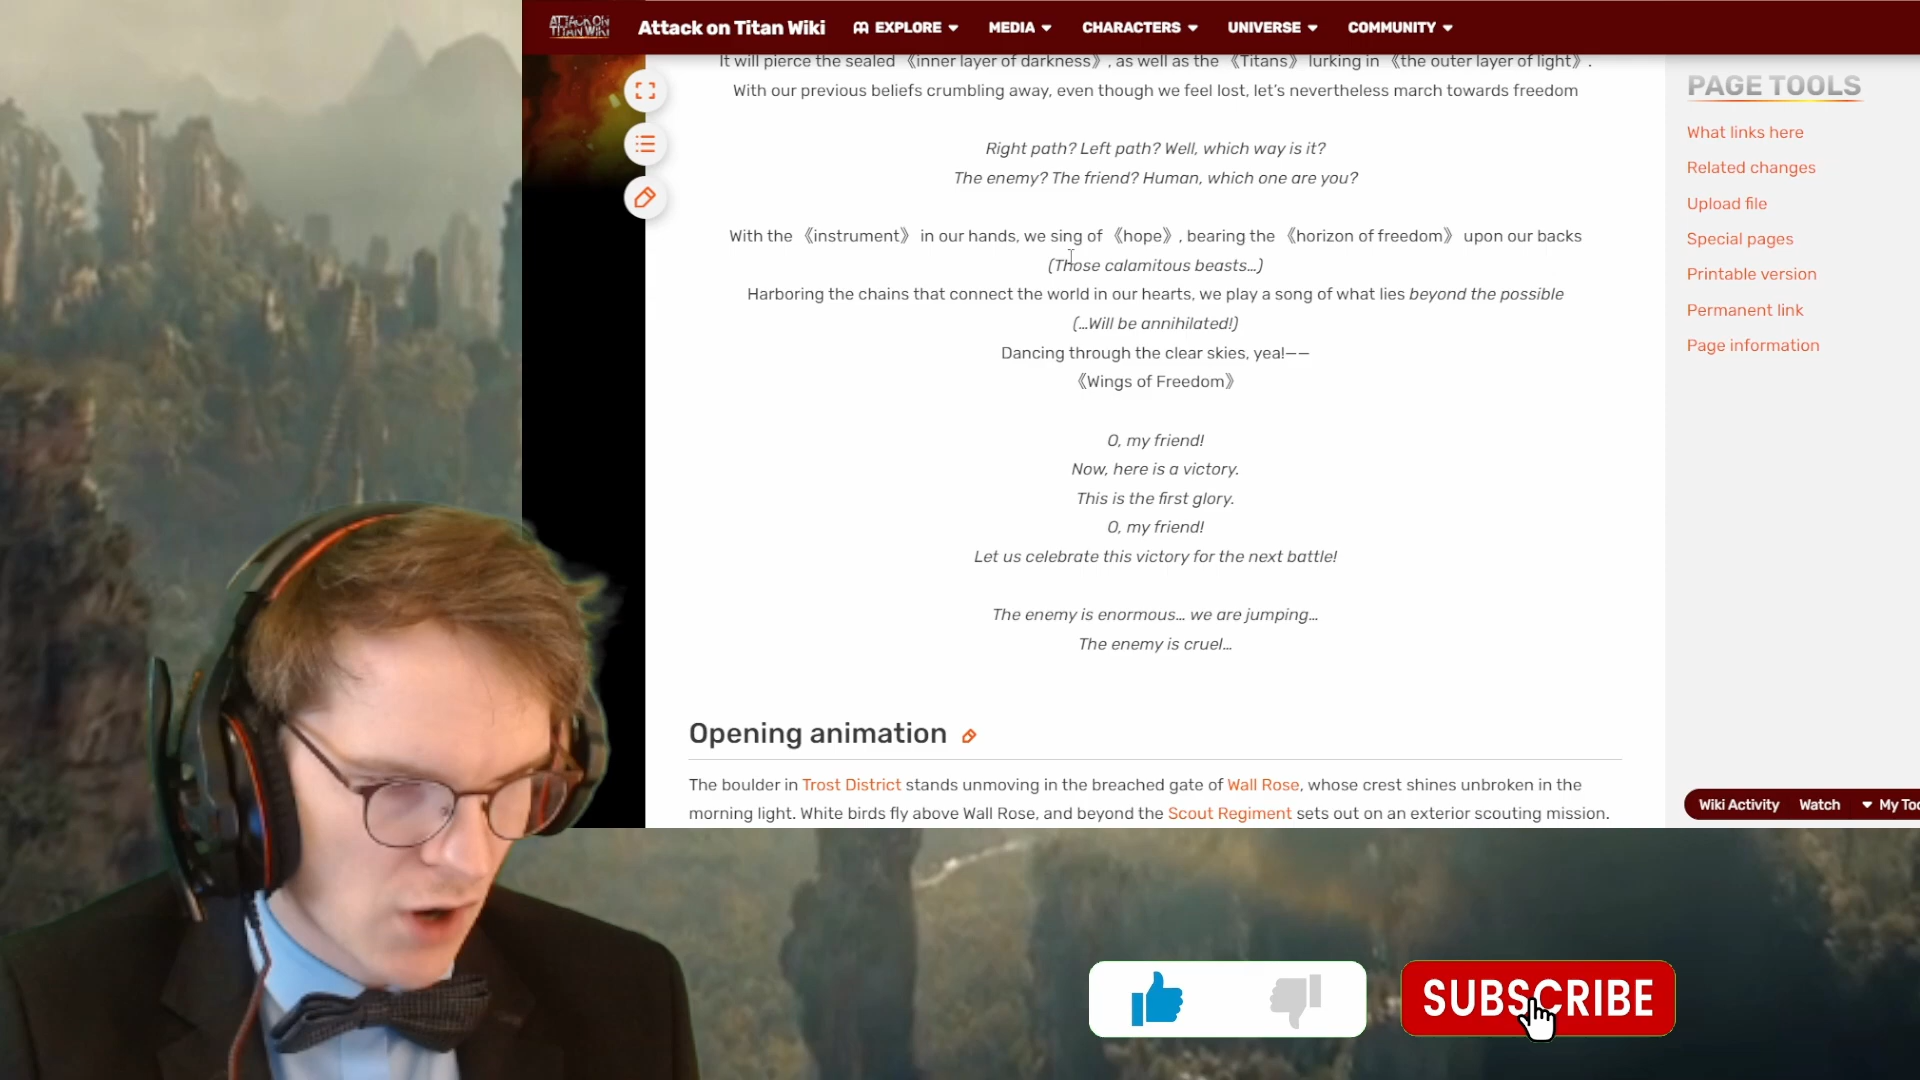 ATTACK ON
TITAN WIKI
Attack on Titan Wiki
EXPLORE
MEDIA
CHARACTERS
UNIVERSE
COMMUNITY
It will pierce the sealed 《inner layer of darkness》, as well as the 《Titans》 lurking in 《the outer layer of light》.
With our previous beliefs crumbling away, even though we feel lost, let's nevertheless march towards freedom
Right path? Left path? Well, which way is it?
The enemy? The friend? Human, which one are you?
With the 《instrument》 in our hands, we sing of 《hope》, bearing the 《horizon of freedom》 upon our backs
(Those calamitous beasts...)
Harboring the chains that connect the world in our hearts, we play a song of what lies beyond the possible
(...Will be annihilated!)
Dancing through the clear skies, yea!——
《Wings of Freedom》
O, my friend!
Now, here is a victory.
This is the first glory.
O, my friend!
Let us celebrate this victory for the next battle!
The enemy is enormous... we are jumping...
The enemy is cruel...
Opening animation
The boulder in Trost District stands unmoving in the breached gate of Wall Rose, whose crest shines unbroken in the
morning light. White birds fly above Wall Rose, and beyond the Scout Regiment sets out on an exterior scouting mission.
PAGE TOOLS
What links here
Related changes
Upload file
Special pages
Printable version
Permanent link
Page information
Wiki Activity
Watch
My Too
SUBSCRIBE